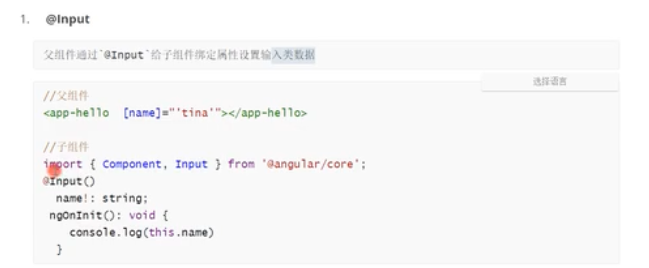 1. @Input
父组件通过`@Input`给子组件绑定属性设置输入类数据
选择语言
//父组件
<app-hello [name]="'tina'"></app-hello>
//子组件
import { Component, Input } from '@angular/core';
@Input()
name!: string;
ngOnInit(): void {
console.log(this.name)
}